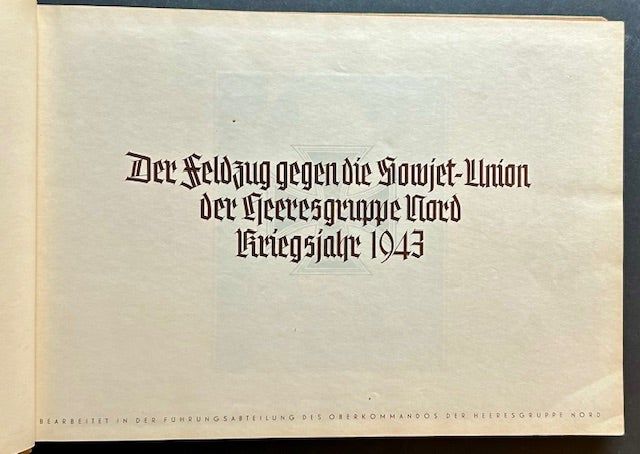 Der Feldzug gegen die Sowjet-Union
der Heeresgruppe Nord
Kriegsjahr 1943
BEARBEITET IN DER FÜHRUNGSABTEILUNG DES OBERKOMMANDOS DER HEERESGRUPPE NORD